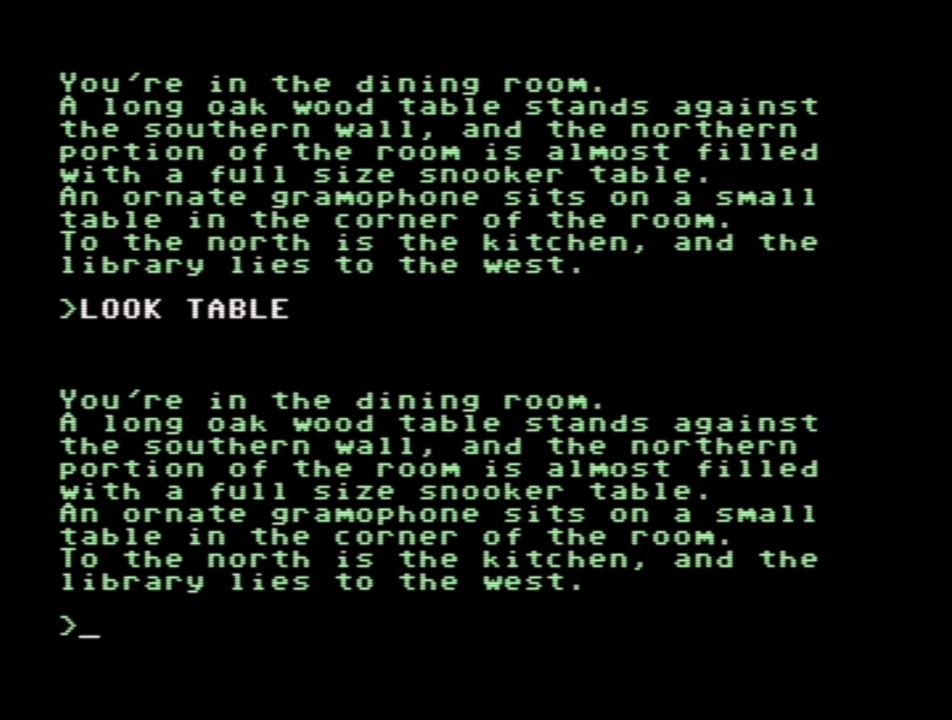 You're in the dining room.
A long oak wood table stands against
the southern wall, and the northern
portion of the room is almost filled
with a full size snooker table.
An ornate gramophone sits on a small
table in the corner of the room.
To the north is the kitchen, and the
library lies to the west.
>LOOK TABLE
You're in the dining room.
A long oak wood table stands against
the southern wall, and the northern
portion of the room is almost filled
with a full size snooker table.
An ornate gramophone sits on a small
table in the corner of the room.
To the north is the kitchen, and the
library lies to the west.
>_